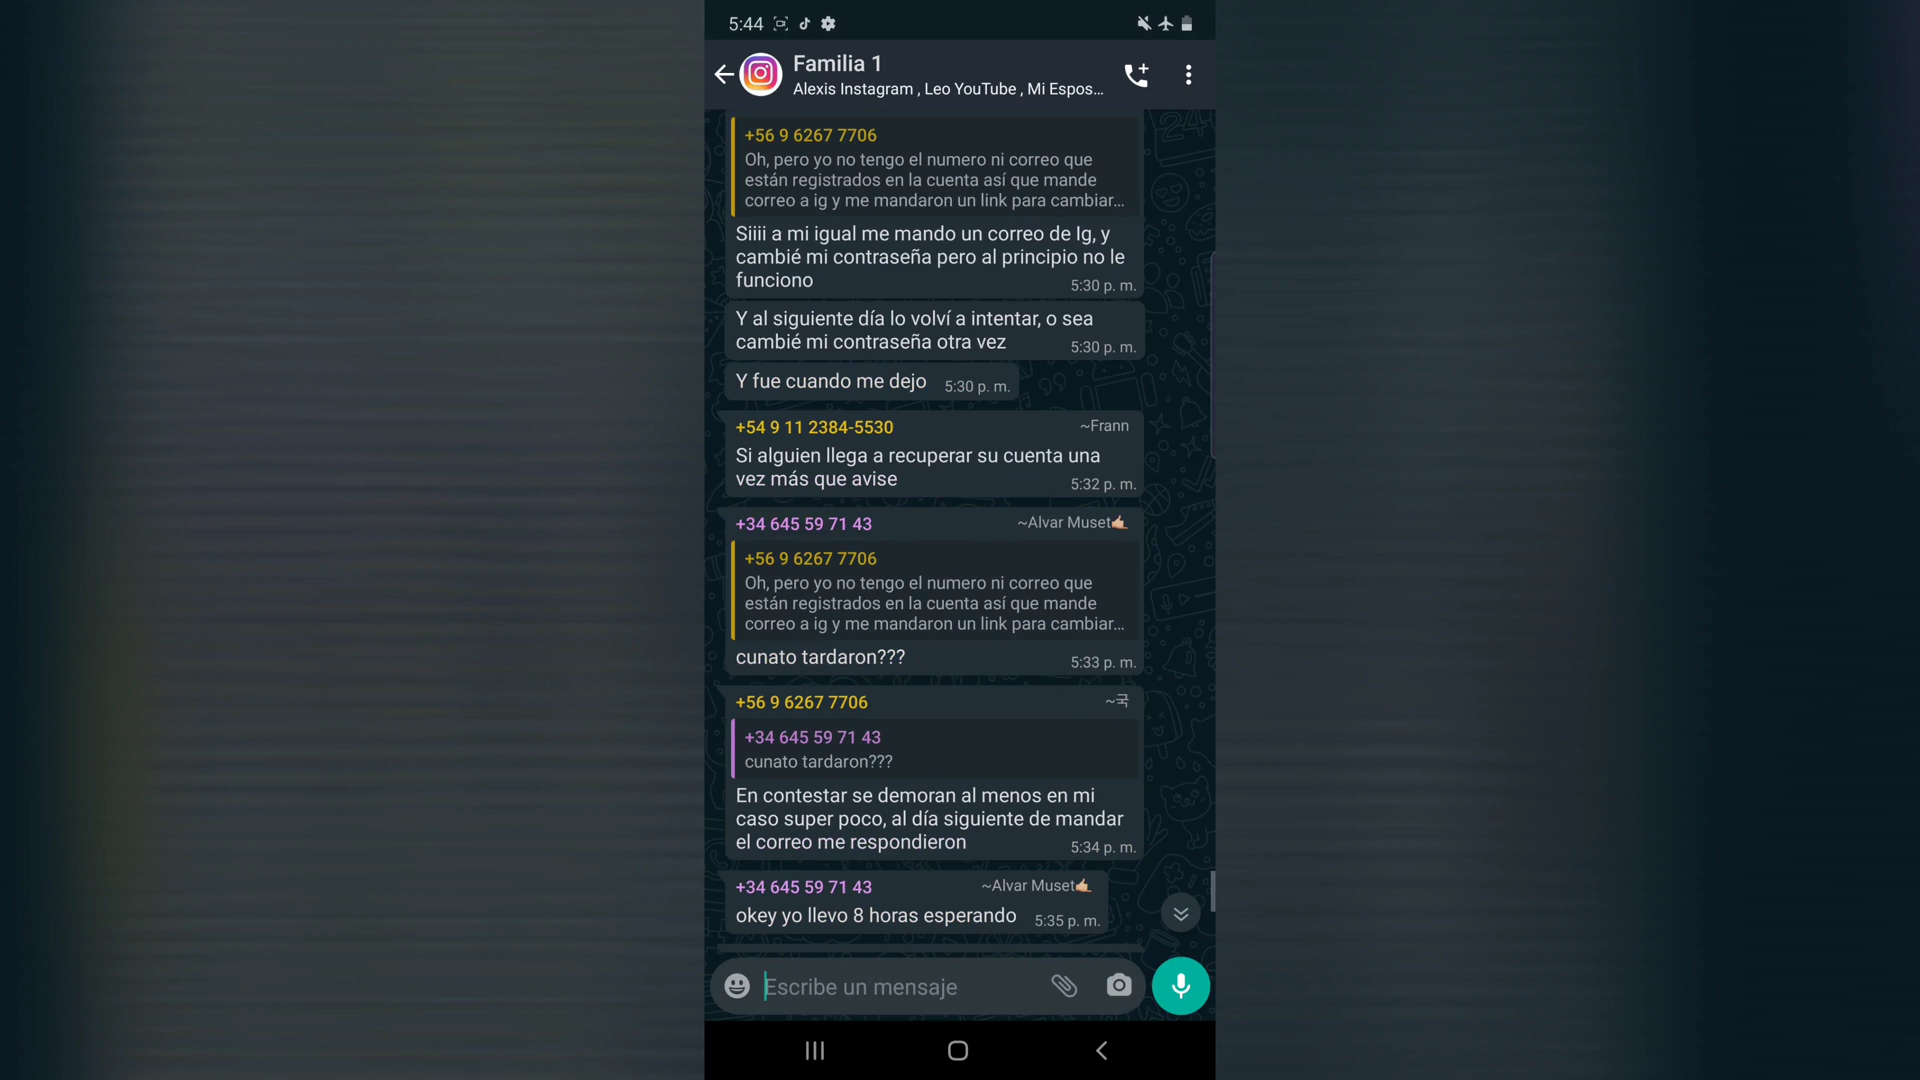 5:44
Familia 1
Alexis Instagram , Leo YouTube , Mi Espos...
+56 9 6267 7706
Oh, pero yo no tengo el numero ni correo que
están registrados en la cuenta así que mande
correo a ig y me mandaron un link para cambiar...
Siiii a mi igual me mando un correo de Ig, y
cambié mi contraseña pero al principio no le
funciono
5:30 p. m.
Y al siguiente día lo volví a intentar, o sea
cambié mi contraseña otra vez
5:30 p. m.
Y fue cuando me dejo
5:30 p. m.
+54 9 11 2384-5530
~Frann
Si alguien llega a recuperar su cuenta una
vez más que avise
5:32 p. m.
+34 645 59 71 43
~Alvar Muset🤙🏼
+56 9 6267 7706
Oh, pero yo no tengo el numero ni correo que
están registrados en la cuenta así que mande
correo a ig y me mandaron un link para cambiar...
cunato tardaron???
5:33 p. m.
+56 9 6267 7706
~국
+34 645 59 71 43
cunato tardaron???
En contestar se demoran al menos en mi
caso super poco, al día siguiente de mandar
el correo me respondieron
5:34 p. m.
+34 645 59 71 43
~Alvar Muset🤙🏼
okey yo llevo 8 horas esperando
5:35 p. m.
Escribe un mensaje